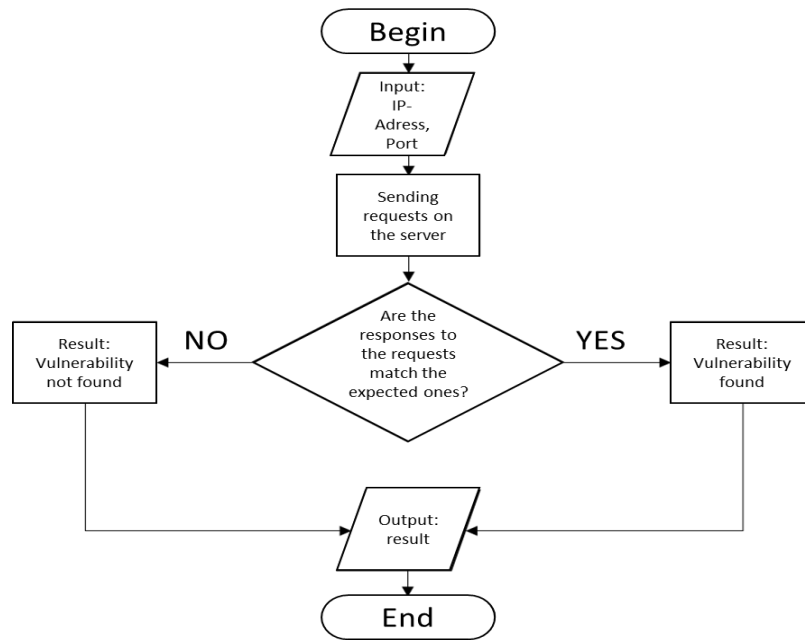 Begin
Input:
IP-
Adress,
Port
Sending
requests on
the server
Are the
responses to
the requests
match the
expected ones?
NO
YES
Result:
Vulnerability
not found
Result:
Vulnerability
found
Output:
result
End